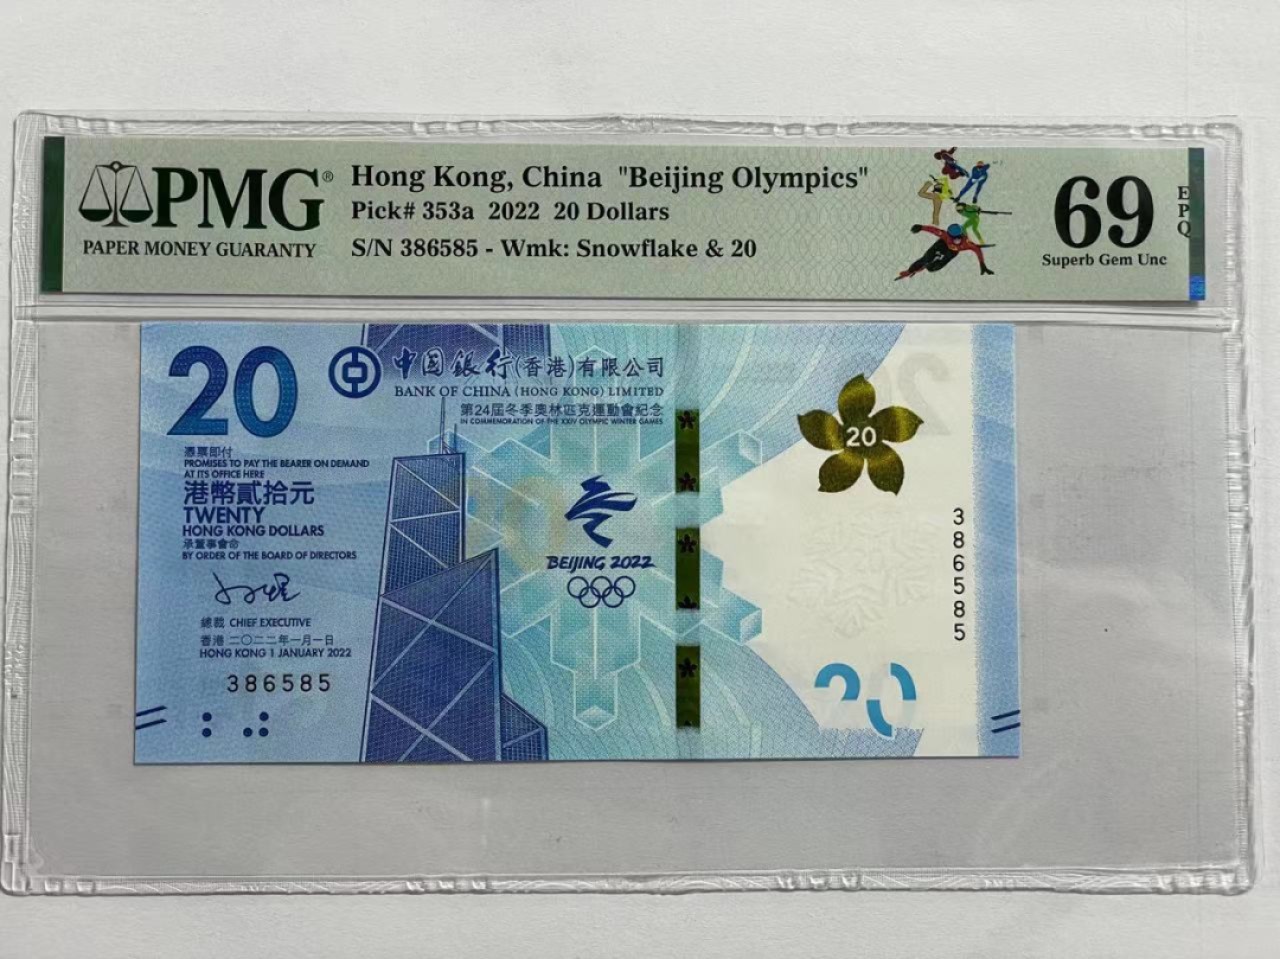 PMG®
PAPER MONEY GUARANTY
Hong Kong, China "Beijing Olympics"
Pick# 353a 2022 20 Dollars
S/N 386585 - Wmk: Snowflake & 20
69
Superb Gem Unc
EPQ
20
中国銀行(香港)有限公司
BANK OF CHINA (HONG KONG) LIMITED
第24届冬季奧林匹克運動會紀念
IN COMMEMORATION OF THE XXIV OLYMPIC WINTER GAMES
憑票即付
PROMISES TO PAY THE BEARER ON DEMAND
AT ITS OFFICE HERE
港幣貳拾元
TWENTY
HONG KONG DOLLARS
承董事會命
BY ORDER OF THE BOARD OF DIRECTORS
總裁 CHIEF EXECUTIVE
香港 二〇二二年一月一日
HONG KONG 1 JANUARY 2022
386585
BEIJING 2022
20
386585
20